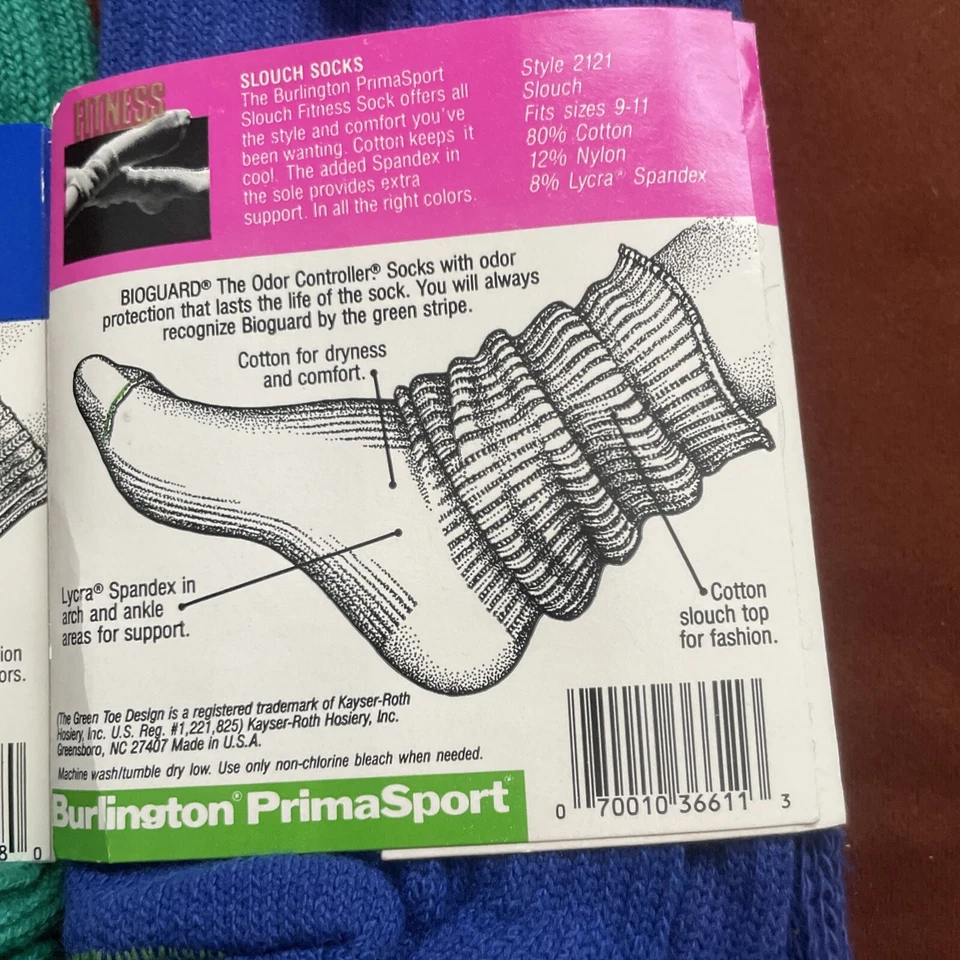 FITNESS
SLOUCH SOCKS
The Burlington PrimaSport
Slouch Fitness Sock offers all
the style and comfort you've
been wanting. Cotton keeps it
cool. The added Spandex in
the sole provides extra
support. In all the right colors.
Style 2121
Slouch
Fits sizes 9-11
80% Cotton
12% Nylon
8% Lycra® Spandex
BIOGUARD® The Odor Controller® Socks with odor
protection that lasts the life of the sock. You will always
recognize Bioguard by the green stripe.
Cotton for dryness
and comfort.
Lycra® Spandex in
arch and ankle
areas for support.
Cotton
slouch top
for fashion.
(The Green Toe Design is a registered trademark of Kayser-Roth
Hosiery, Inc. U.S. Reg. #1,221,825) Kayser-Roth Hosiery, Inc.
Greensboro, NC 27407 Made in U.S.A.
Machine wash/tumble dry low. Use only non-chlorine bleach when needed.
Burlington® PrimaSport®
0 70010 36611 3
ion
ors.
8 0